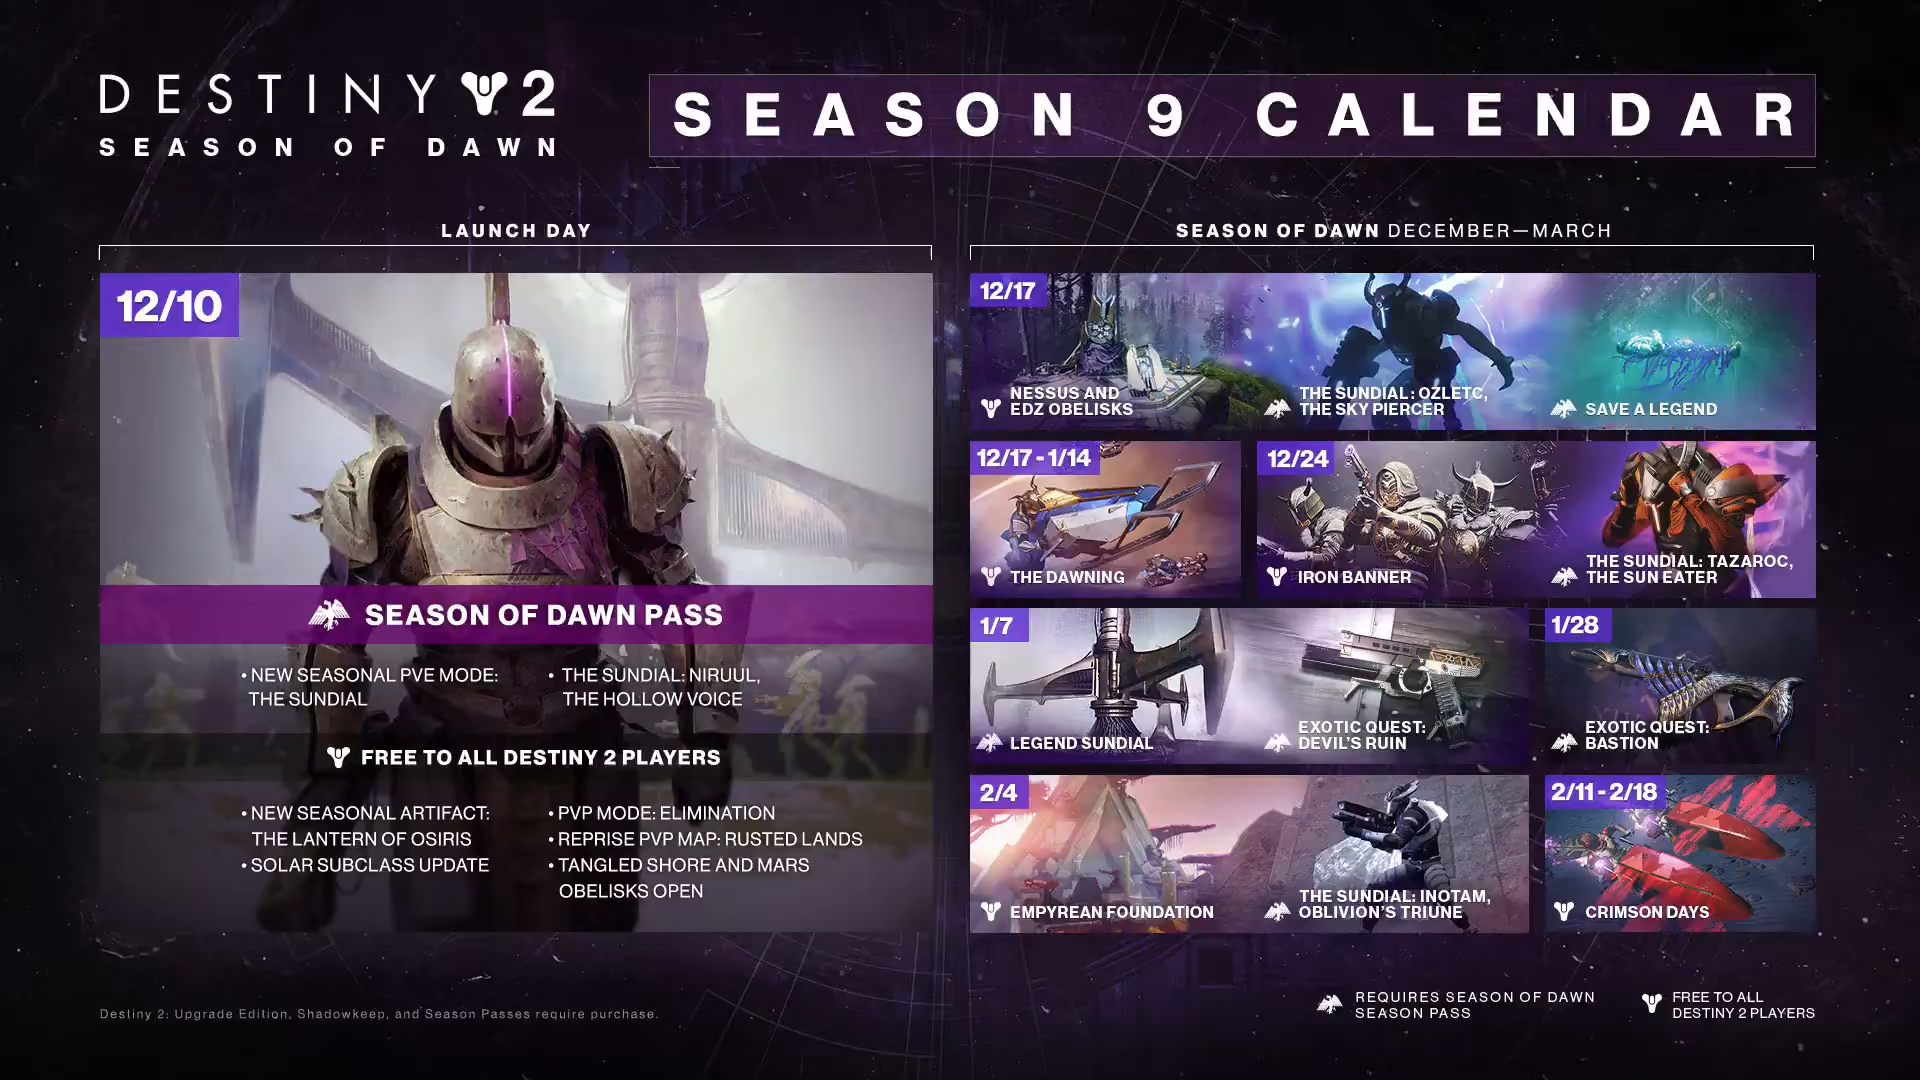 DESTINY 2
SEASON OF DAWN
SEASON 9 CALENDAR
LAUNCH DAY
12/10
SEASON OF DAWN PASS
• NEW SEASONAL PVE MODE:
THE SUNDIAL
• THE SUNDIAL: NIRUUL,
THE HOLLOW VOICE
FREE TO ALL DESTINY 2 PLAYERS
• NEW SEASONAL ARTIFACT:
THE LANTERN OF OSIRIS
• SOLAR SUBCLASS UPDATE
• PVP MODE: ELIMINATION
• REPRISE PVP MAP: RUSTED LANDS
• TANGLED SHORE AND MARS
OBELISKS OPEN
SEASON OF DAWN DECEMBER—MARCH
12/17
NESSUS AND
EDZ OBELISKS
THE SUNDIAL: OZLETC,
THE SKY PIERCER
SAVE A LEGEND
12/17 - 1/14
THE DAWNING
12/24
IRON BANNER
THE SUNDIAL: TAZAROC,
THE SUN EATER
1/7
LEGEND SUNDIAL
EXOTIC QUEST:
DEVIL'S RUIN
1/28
EXOTIC QUEST:
BASTION
2/4
EMPYREAN FOUNDATION
THE SUNDIAL: INOTAM,
OBLIVION'S TRIUNE
2/11 - 2/18
CRIMSON DAYS
Destiny 2: Upgrade Edition, Shadowkeep, and Season Passes require purchase.
REQUIRES SEASON OF DAWN
SEASON PASS
FREE TO ALL
DESTINY 2 PLAYERS